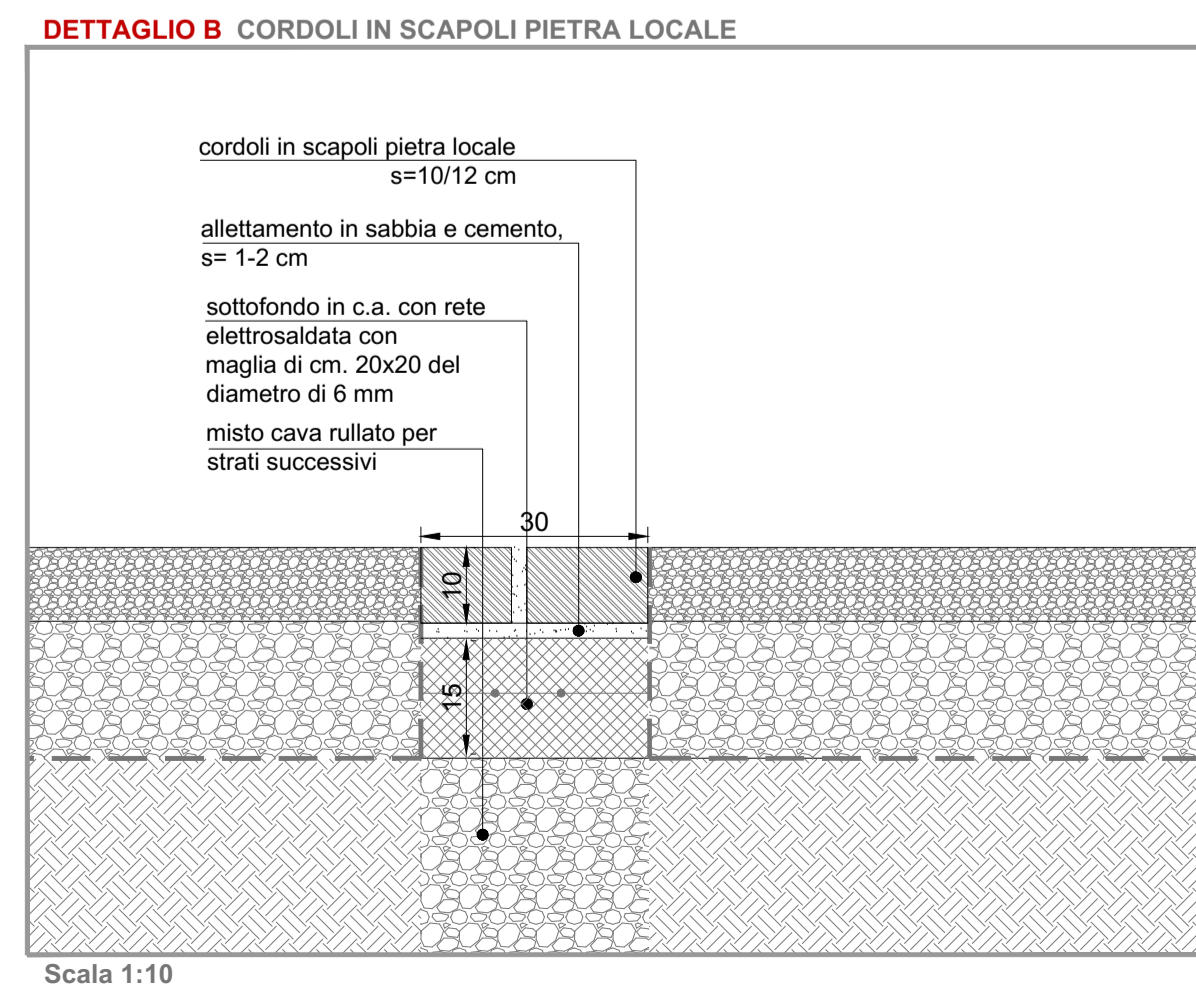 DETTAGLIO B CORDOLI IN SCAPOLI PIETRA LOCALE
cordoli in scapoli pietra locale
s=10/12 cm
allettamento in sabbia e cemento,
s= 1-2 cm
sottofondo in c.a. con rete
elettrosaldata con
maglia di cm. 20x20 del
diametro di 6 mm
misto cava rullato per
strati successivi
30
10
15
Scala 1:10